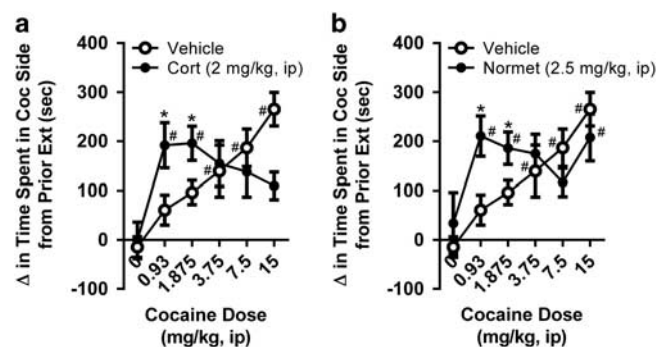 a
Vehicle
Cort (2 mg/kg, ip)
Δ in Time Spent in Coc Side
from Prior Ext (sec)
400
300
200
100
0
-100
*
*
#
#
#
#
#
0
0.93
1.875
3.75
7.5
15
Cocaine Dose
(mg/kg, ip)
b
Vehicle
Normet (2.5 mg/kg, ip)
Δ in Time Spent in Coc Side
from Prior Ext (sec)
400
300
200
100
0
-100
*
*
#
#
#
#
#
#
0
0.93
1.875
3.75
7.5
15
Cocaine Dose
(mg/kg, ip)